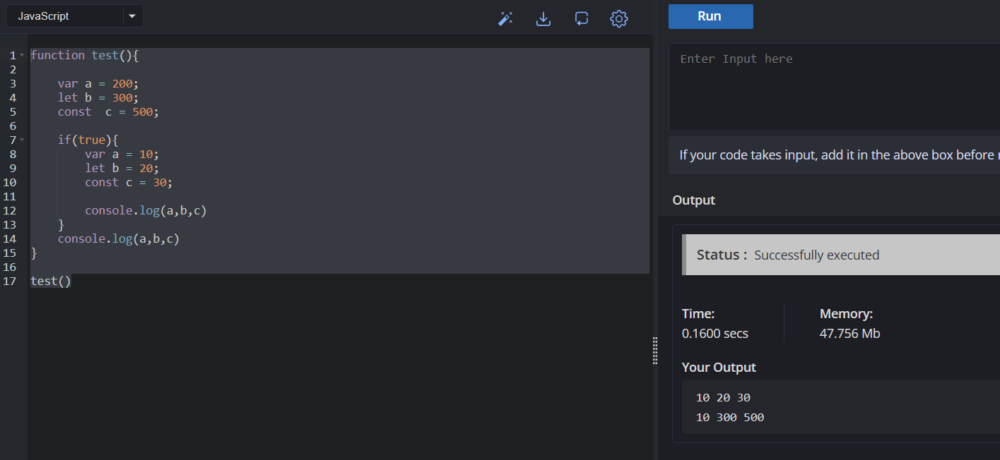 JavaScript
1 function test(){
2
3     var a = 200;
4     let b = 300;
5     const  c = 500;
6
7     if(true){
8         var a = 10;
9         let b = 20;
10         const c = 30;
11
12         console.log(a,b,c)
13     }
14     console.log(a,b,c)
15 }
16
17 test()
Run
Enter Input here
If your code takes input, add it in the above box before
Output
Status : Successfully executed
Time: Memory:
0.1600 secs 47.756 Mb
Your Output
10 20 30
10 300 500